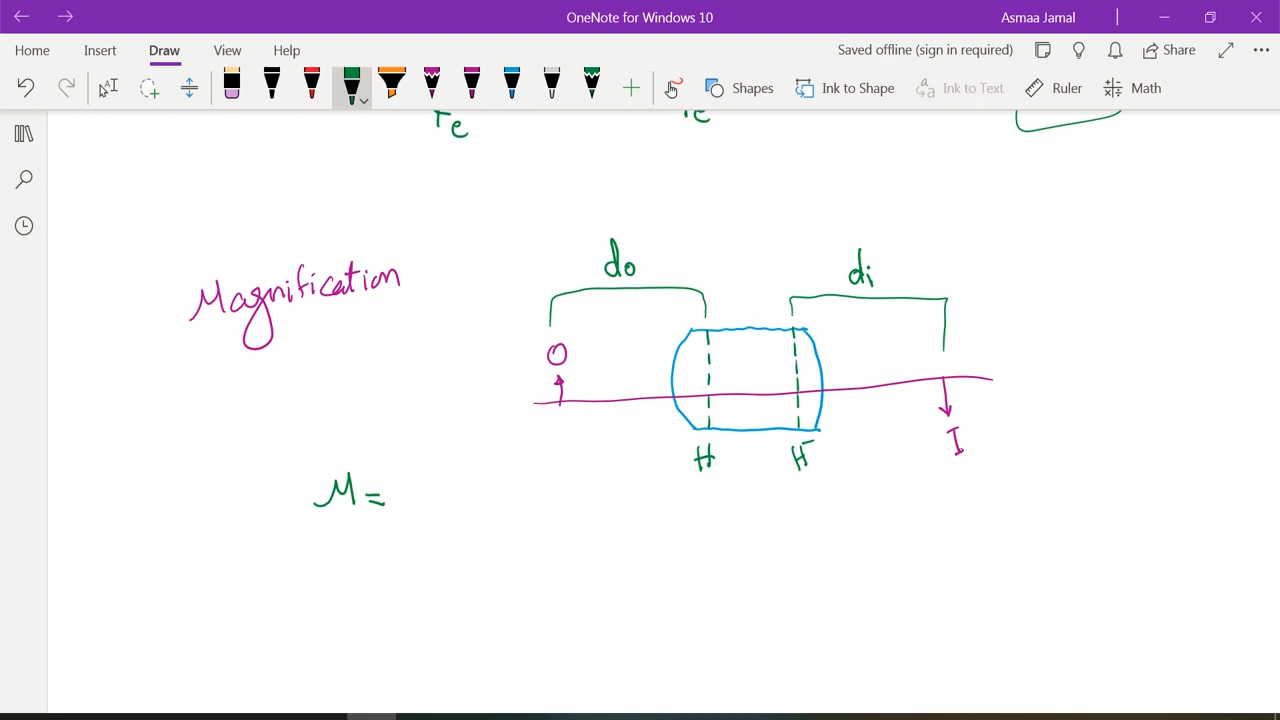 OneNote for Windows 10
Asmaa Jamal
Home Insert Draw View Help
Saved offline (sign in required)
Share
Shapes
Ink to Shape
Ink to Text
Ruler
Math
do
di
Magnification
O
I
H
H'
M =